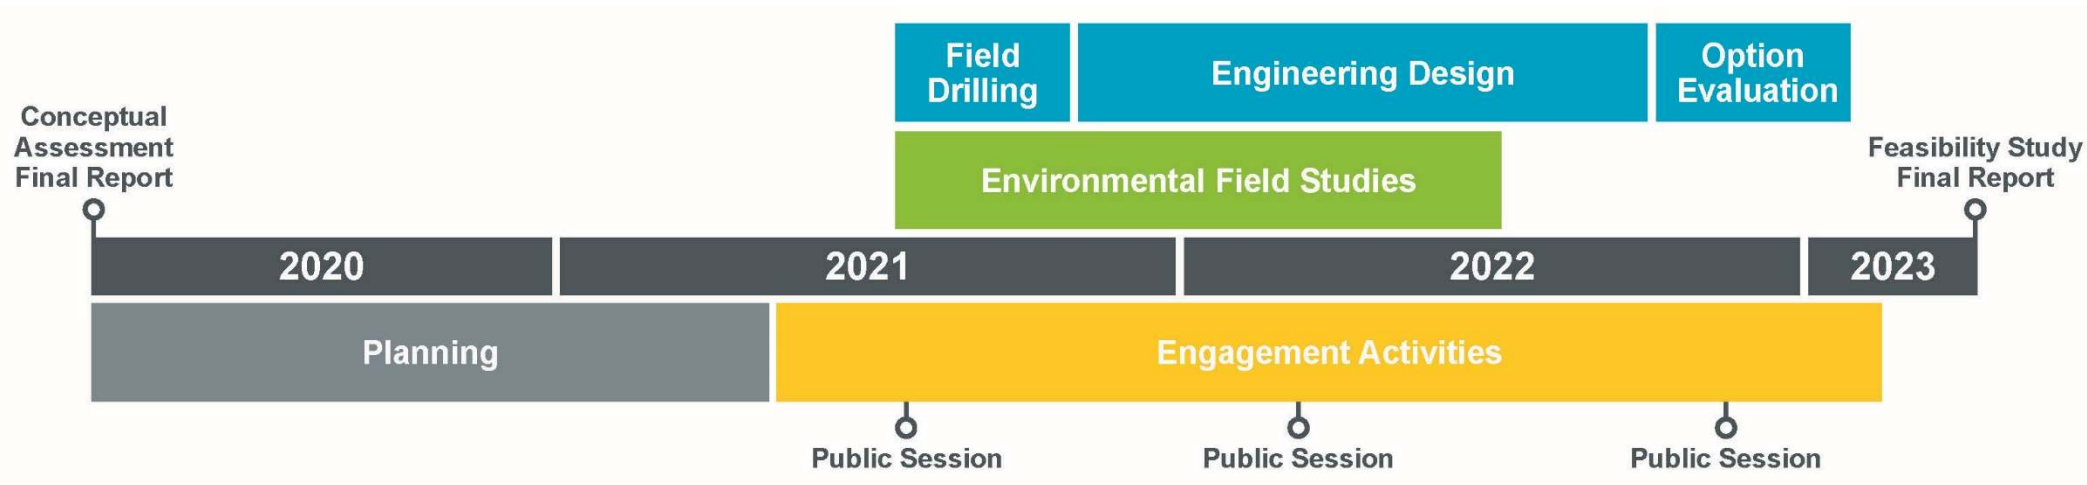 Field
Drilling
Engineering Design
Option
Evaluation
Conceptual
Assessment
Final Report
Environmental Field Studies
Feasibility Study
Final Report
2020
2021
2022
2023
Planning
Engagement Activities
Public Session
Public Session
Public Session